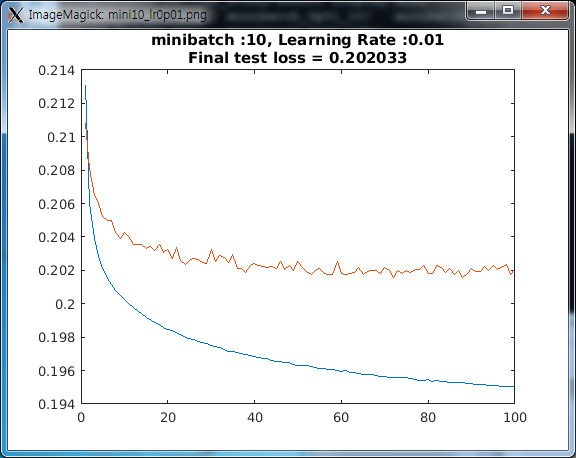 ImageMagick: mini10_lr0p01.png
minibatch :10, Learning Rate :0.01
Final test loss = 0.202033
0.214
0.212
0.21
0.208
0.206
0.204
0.202
0.2
0.198
0.196
0.194
0 20 40 60 80 100